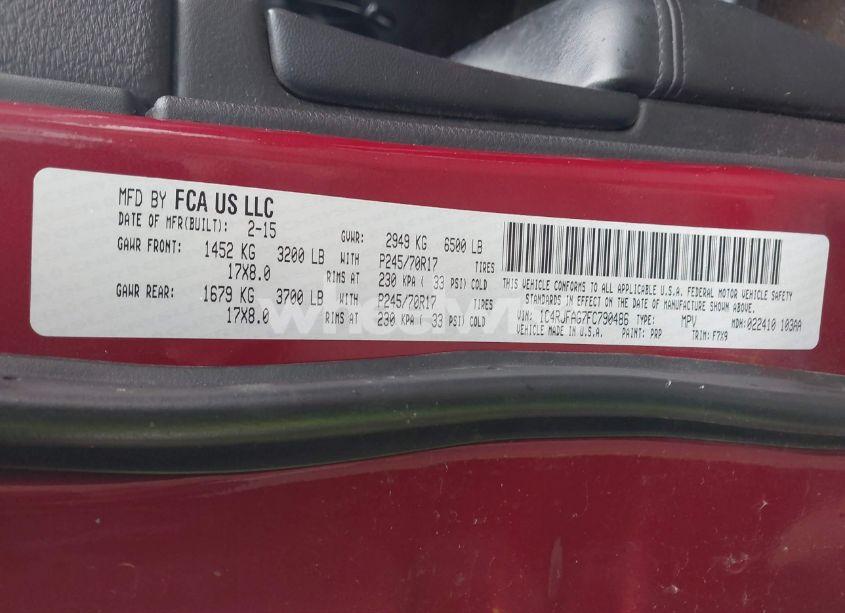 MFD BY FCA US LLC
DATE OF MFR(BUILT): 2-15 GVWR: 2949 KG 6500 LB
GAWR FRONT: 1452 KG 3200 LB WITH P245/70R17 TIRES
17X8.0 RIMS AT 230 KPA ( 33 PSI) COLD
GAWR REAR: 1679 KG 3700 LB WITH P245/70R17 TIRES
17X8.0 RIMS AT 230 KPA ( 33 PSI) COLD
THIS VEHICLE CONFORMS TO ALL APPLICABLE U.S.A. FEDERAL MOTOR VEHICLE SAFETY
STANDARDS IN EFFECT ON THE DATE OF MANUFACTURE SHOWN ABOVE.
VIN: 1C4RJFAG7FC790486 TYPE: MPV MDH:022410 103AA
VEHICLE MADE IN U.S.A. PAINT: PRP TRIM: F7X9